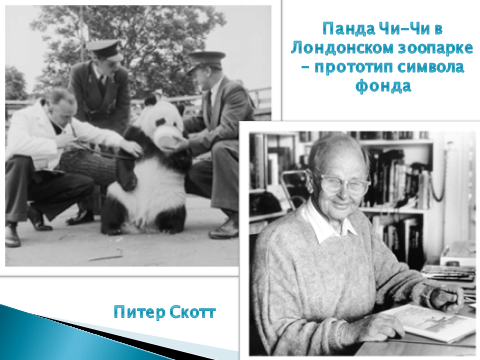 Панда Чи-Чи в
Лондонском зоопарке
– прототип символа
фонда
Питер Скотт